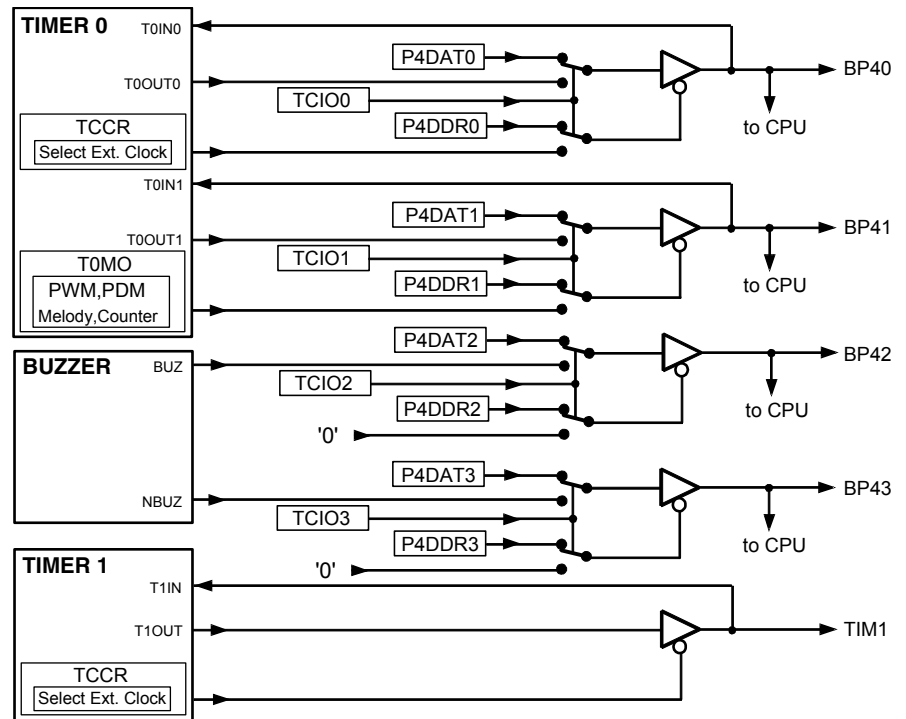 TIMER 0
T0IN0
P4DAT0
T0OUT0
TCIO0
BP40
TCCR
Select Ext. Clock
P4DDR0
to CPU
T0IN1
P4DAT1
T0OUT1
TCIO1
BP41
T0MO
PWM,PDM
Melody,Counter
P4DDR1
to CPU
BUZZER
BUZ
P4DAT2
TCIO2
BP42
P4DDR2
to CPU
'0'
P4DAT3
NBUZ
TCIO3
BP43
P4DDR3
to CPU
'0'
TIMER 1
T1IN
T1OUT
TIM1
TCCR
Select Ext. Clock